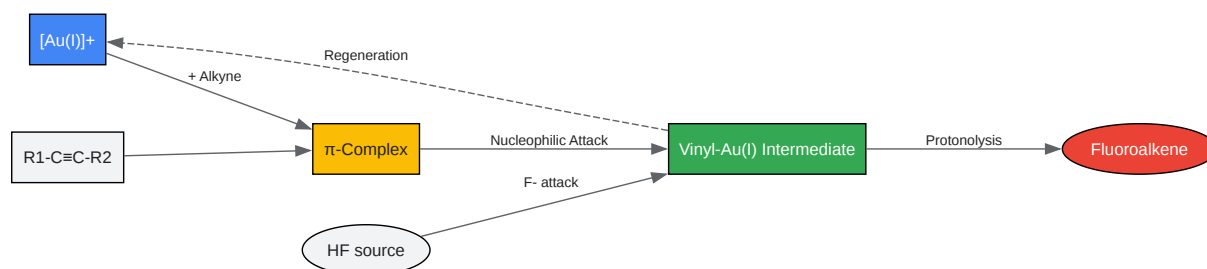 [Au(I)]+
Regeneration
+ Alkyne
R1-C≡C-R2
π-Complex
Nucleophilic Attack
Vinyl-Au(I) Intermediate
Protonolysis
Fluoroalkene
F- attack
HF source